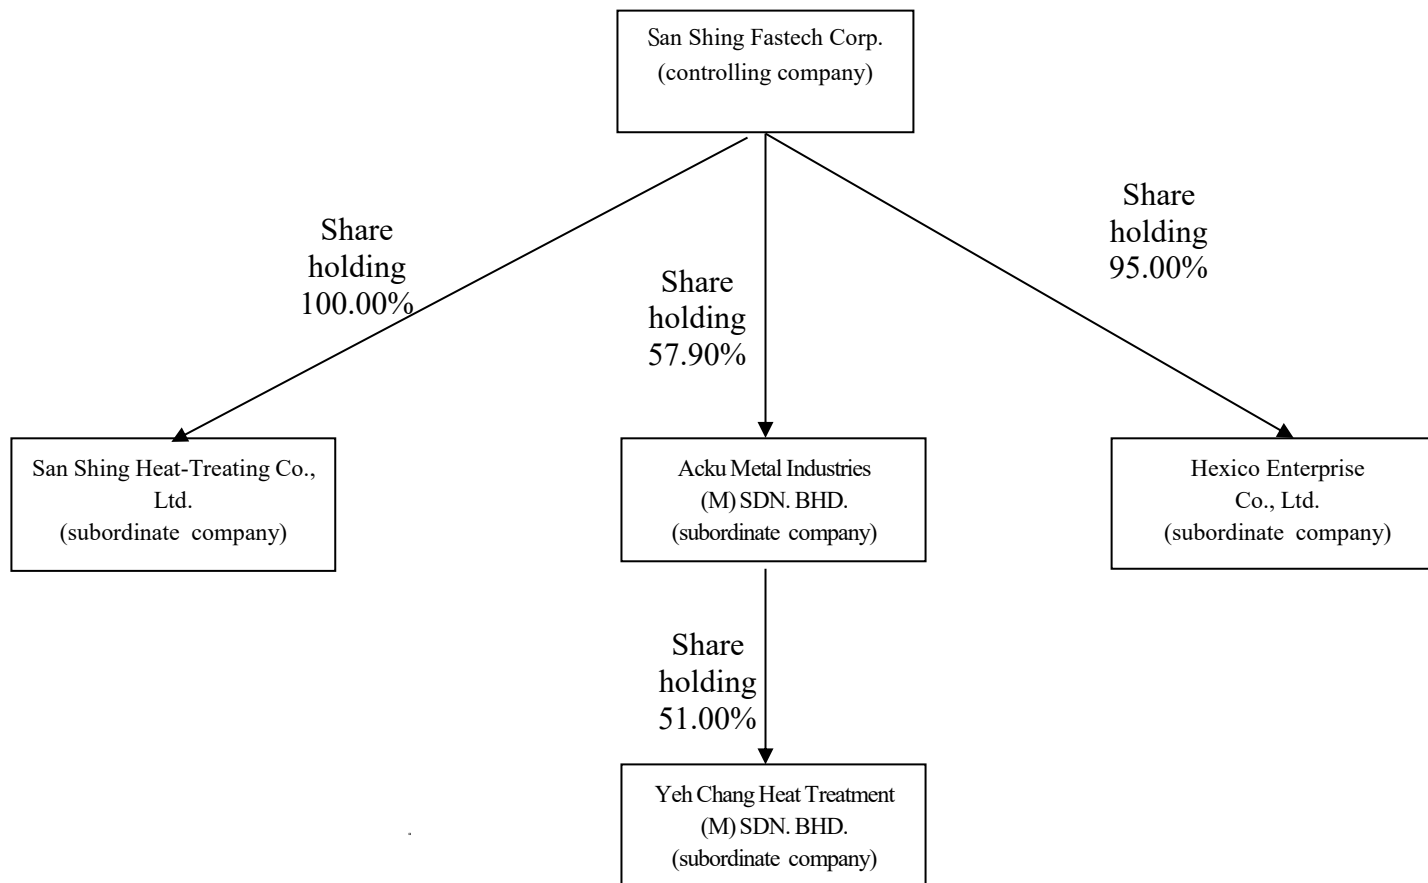 San Shing Fastech Corp.
(controlling company)
Share
holding
100.00%
Share
holding
57.90%
Share
holding
95.00%
San Shing Heat-Treating Co.,
Ltd.
(subordinate company)
Acku Metal Industries
(M) SDN. BHD.
(subordinate company)
Hexico Enterprise
Co., Ltd.
(subordinate company)
Share
holding
51.00%
Yeh Chang Heat Treatment
(M) SDN. BHD.
(subordinate company)